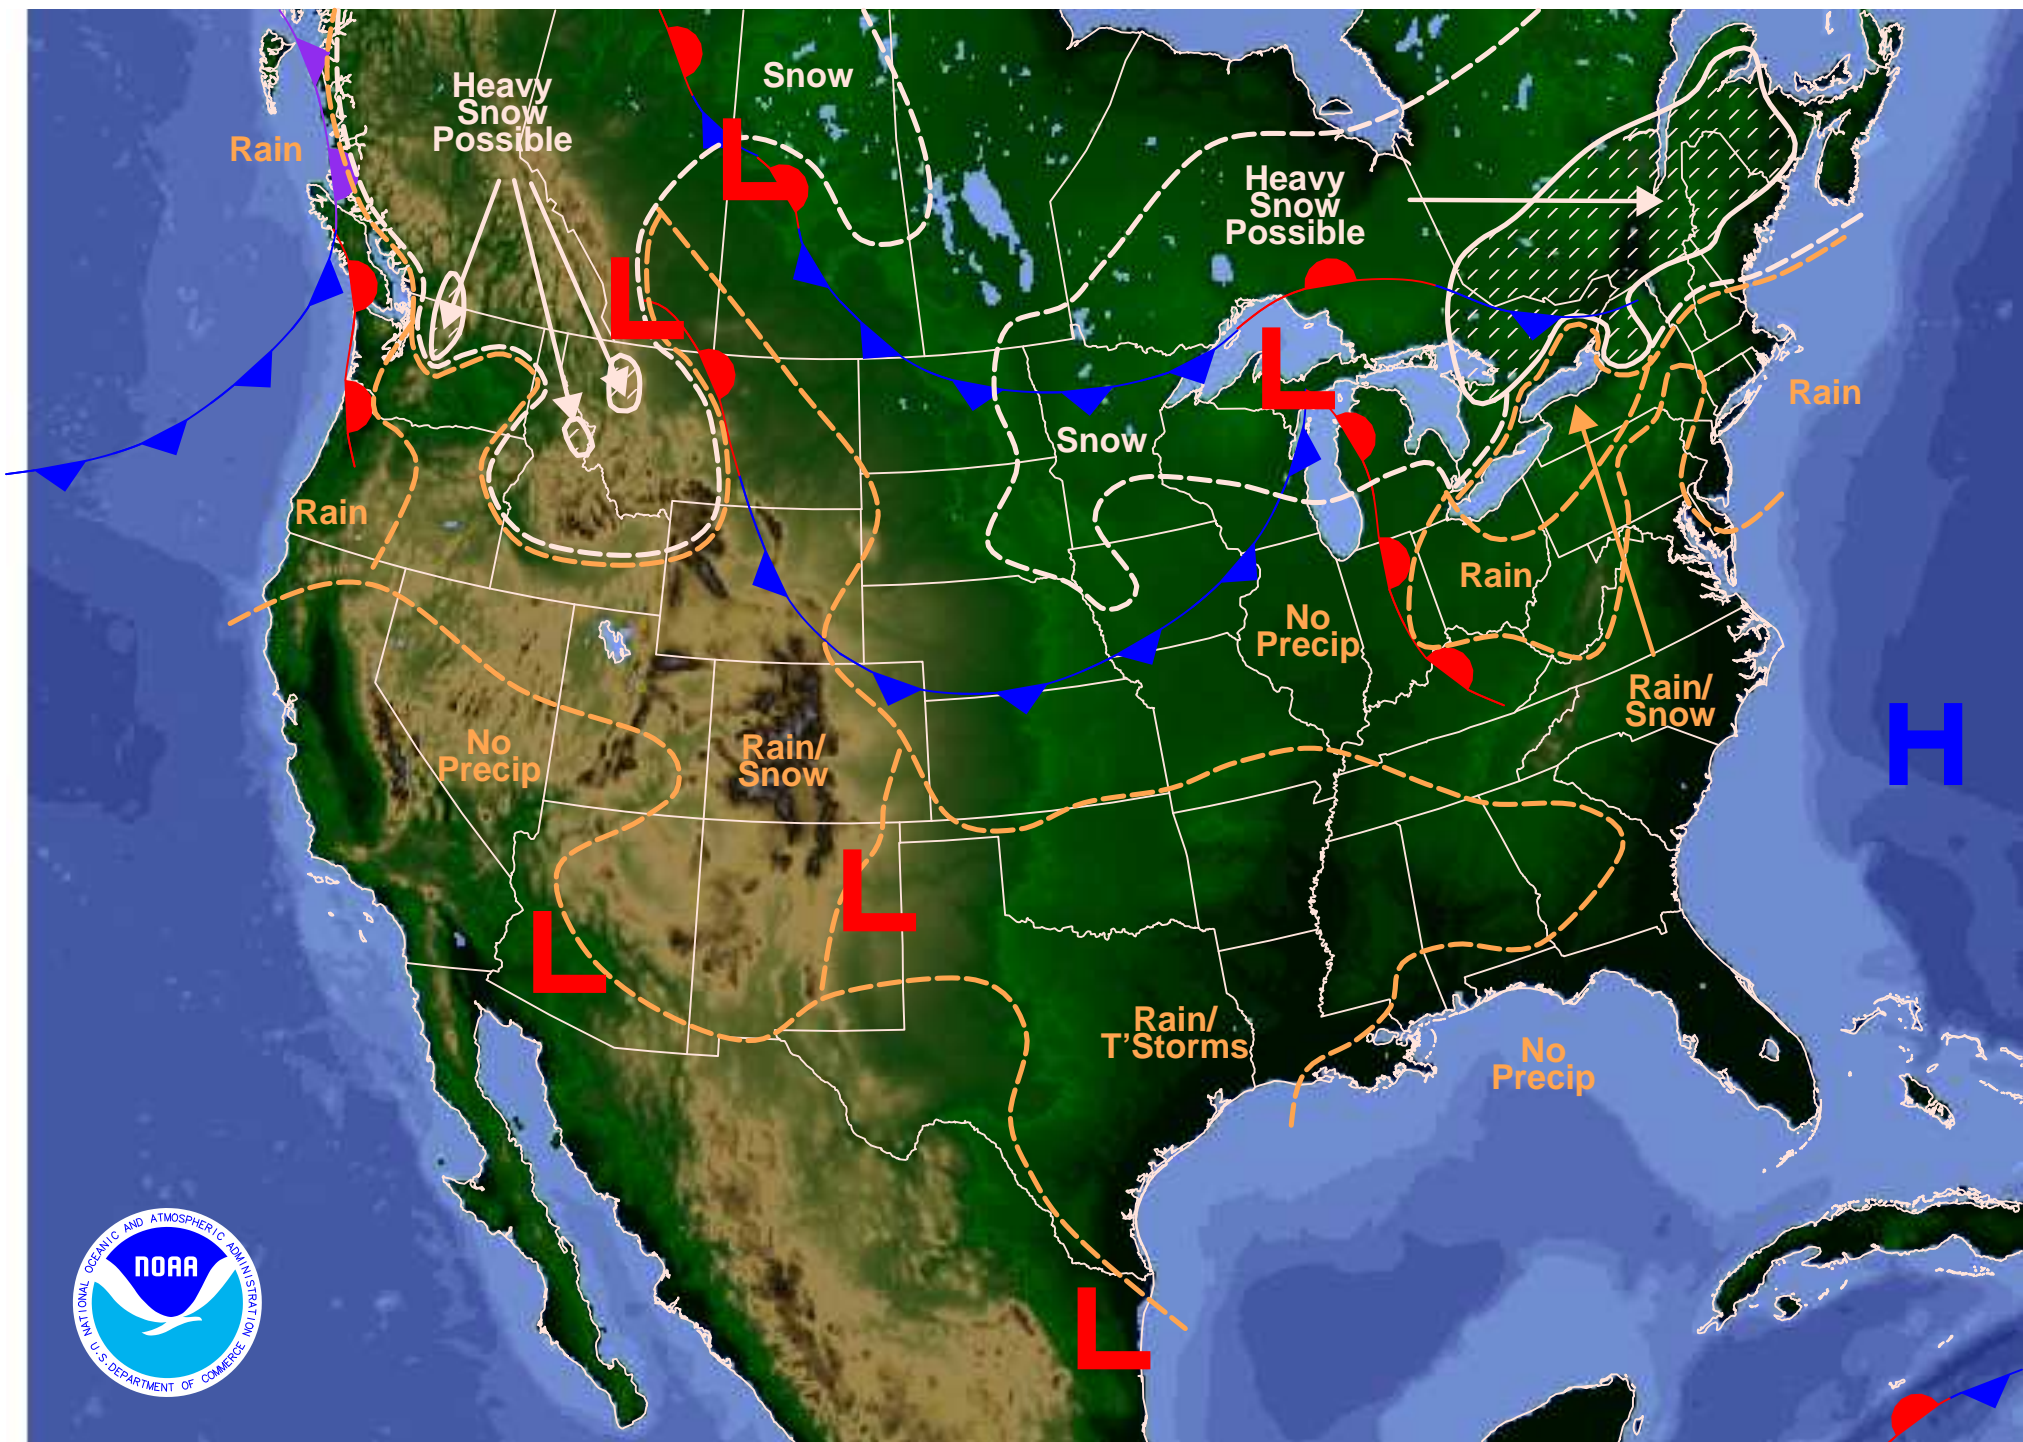 Snow
Heavy
Snow
Possible
Rain
Heavy
Snow
Possible
Rain
Snow
Rain
Rain
No
Precip
Rain/
Snow
No
Precip
Rain/
Snow
H
L
L
L
L
L
L
Rain/
T'Storms
No
Precip
NATIONAL OCEANIC AND ATMOSPHERIC ADMINISTRATION
NOAA
U.S. DEPARTMENT OF COMMERCE